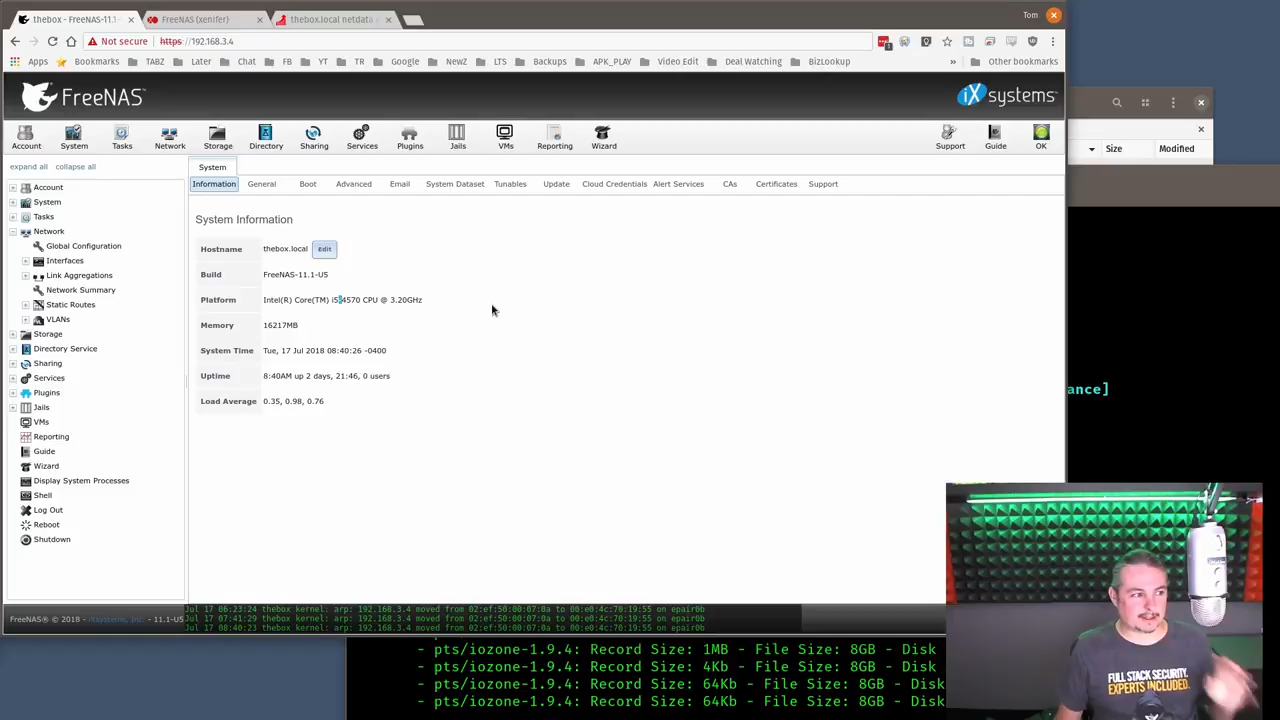 thebox - FreeNAS-11.1-
FreeNAS (xenifer)
thebox.local netdata
Tom
Not secure
https://192.168.3.4
Apps
Bookmarks
TABZ
Later
Chat
FB
YT
TR
Google
NewZ
LTS
Backups
APK_PLAY
Video Edit
Deal Watching
BizLookup
»
Other bookmarks
FreeNAS
iXsystems
Account
System
Tasks
Network
Storage
Directory
Sharing
Services
Plugins
Jails
VMs
Reporting
Wizard
Support
Guide
OK
Size
Modified
expand all
collapse all
System
Information
General
Boot
Advanced
Email
System Dataset
Tunables
Update
Cloud Credentials
Alert Services
CAs
Certificates
Support
Account
System
Tasks
Network
Global Configuration
Interfaces
Link Aggregations
Network Summary
Static Routes
VLANs
Storage
Directory Service
Sharing
Services
Plugins
Jails
VMs
Reporting
Guide
Wizard
Display System Processes
Shell
Log Out
Reboot
Shutdown
System Information
Hostname thebox.local Edit
Build FreeNAS-11.1-U5
Platform Intel(R) Core(TM) i5-4570 CPU @ 3.20GHz
Memory 16217MB
System Time Tue, 17 Jul 2018 08:40:26 -0400
Uptime 8:40AM up 2 days, 21:46, 0 users
Load Average 0.35, 0.98, 0.76
ance]
FreeNAS® © 2018 - iXsystems, Inc. - 11.1-U5
Jul 17 06:23:24 thebox kernel: arp: 192.168.3.4 moved from 02:ef:50:00:07:0a to 00:e0:4c:70:19:55 on epair0b
Jul 17 07:41:29 thebox kernel: arp: 192.168.3.4 moved from 02:ef:50:00:07:0a to 00:e0:4c:70:19:55 on epair0b
Jul 17 08:40:23 thebox kernel: arp: 192.168.3.4 moved from 02:ef:50:00:07:0a to 00:e0:4c:70:19:55 on epair0b
- pts/iozone-1.9.4: Record Size: 1MB - File Size: 8GB - Disk
- pts/iozone-1.9.4: Record Size: 4Kb - File Size: 8GB - Disk
- pts/iozone-1.9.4: Record Size: 64Kb - File Size: 8GB - Disk
- pts/iozone-1.9.4: Record Size: 64Kb - File Size: 8GB - Disk
FULL STACK SECURITY.
EXPERTS INCLUDED.